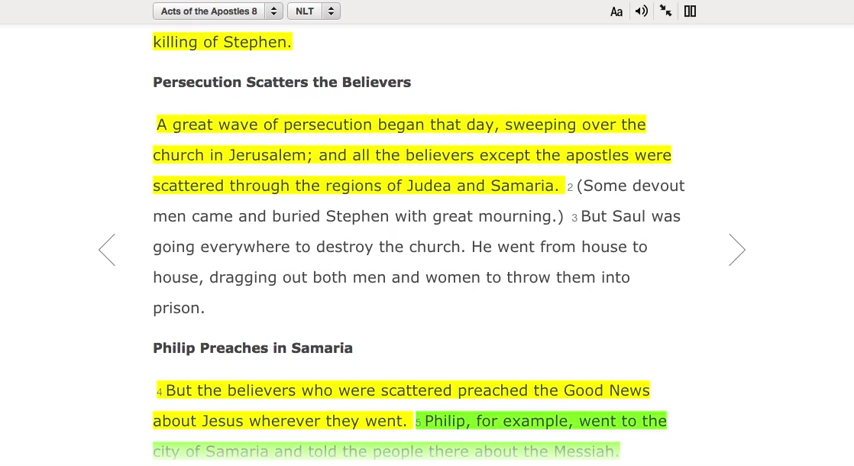 Acts of the Apostles 8 NLT Aa
killing of Stephen.
Persecution Scatters the Believers
A great wave of persecution began that day, sweeping over the
church in Jerusalem; and all the believers except the apostles were
scattered through the regions of Judea and Samaria. 2 (Some devout
men came and buried Stephen with great mourning.) 3 But Saul was
going everywhere to destroy the church. He went from house to
house, dragging out both men and women to throw them into
prison.
Philip Preaches in Samaria
4 But the believers who were scattered preached the Good News
about Jesus wherever they went. 5 Philip, for example, went to the
city of Samaria and told the people there about the Messiah.